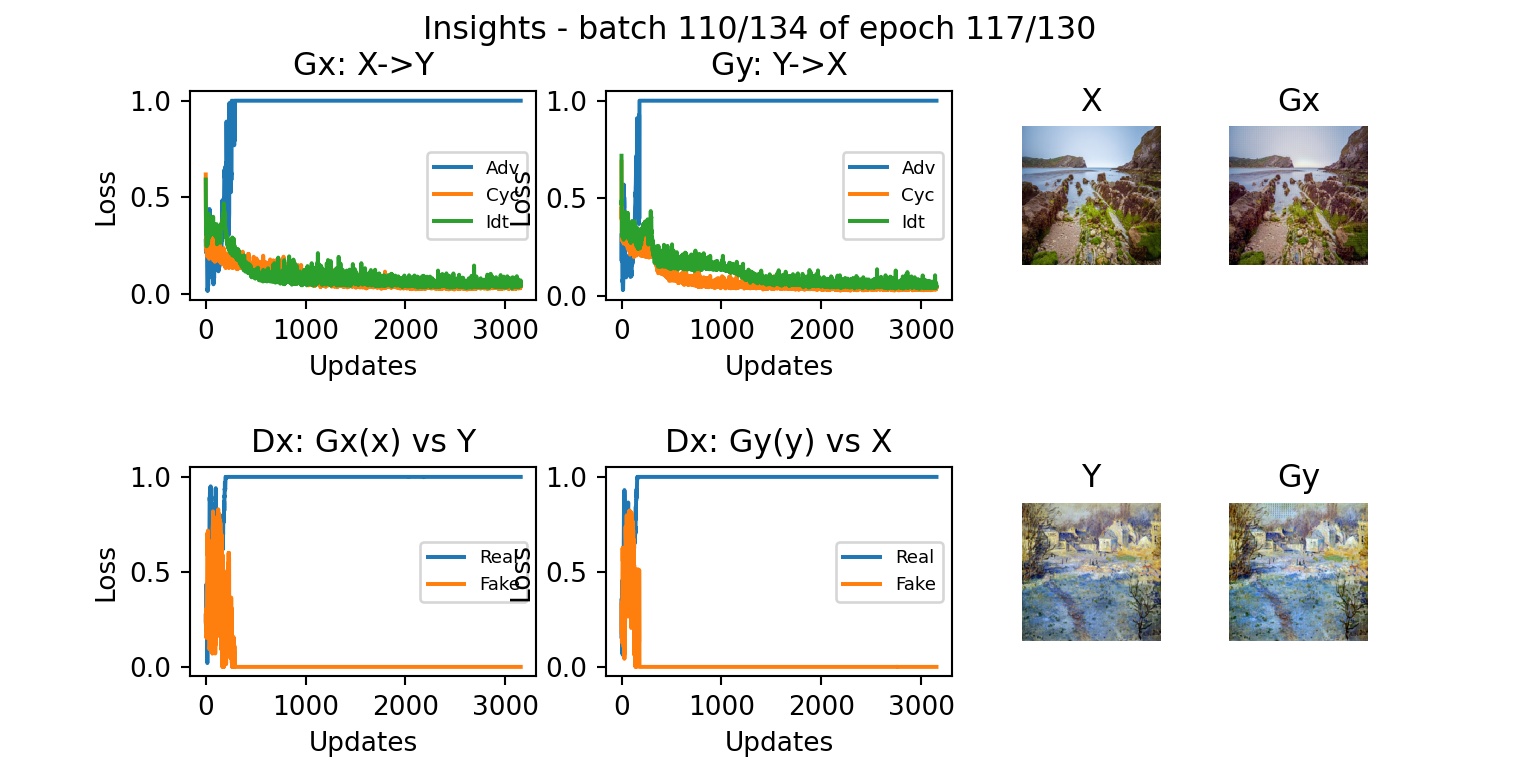 Insights - batch 110/134 of epoch 117/130
Gx: X->Y
1.0
0.5
0.0
Loss
Adv
Cyc
Idt
0 1000 2000 3000
Updates
Gy: Y->X
1.0
0.5
0.0
Loss
Adv
Cyc
Idt
0 1000 2000 3000
Updates
X
Gx
Dx: Gx(x) vs Y
1.0
0.5
0.0
Loss
Real
Fake
0 1000 2000 3000
Updates
Dx: Gy(y) vs X
1.0
0.5
0.0
Loss
Real
Fake
0 1000 2000 3000
Updates
Y
Gy